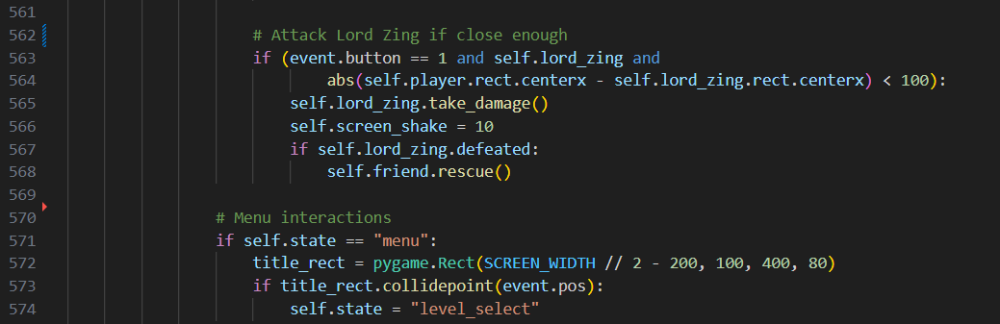 561
562 # Attack Lord Zing if close enough
563 if (event.button == 1 and self.lord_zing and
564 abs(self.player.rect.centerx - self.lord_zing.rect.centerx) < 100):
565 self.lord_zing.take_damage()
566 self.screen_shake = 10
567 if self.lord_zing.defeated:
568 self.friend.rescue()
569
570 # Menu interactions
571 if self.state == "menu":
572 title_rect = pygame.Rect(SCREEN_WIDTH // 2 - 200, 100, 400, 80)
573 if title_rect.collidepoint(event.pos):
574 self.state = "level_select"